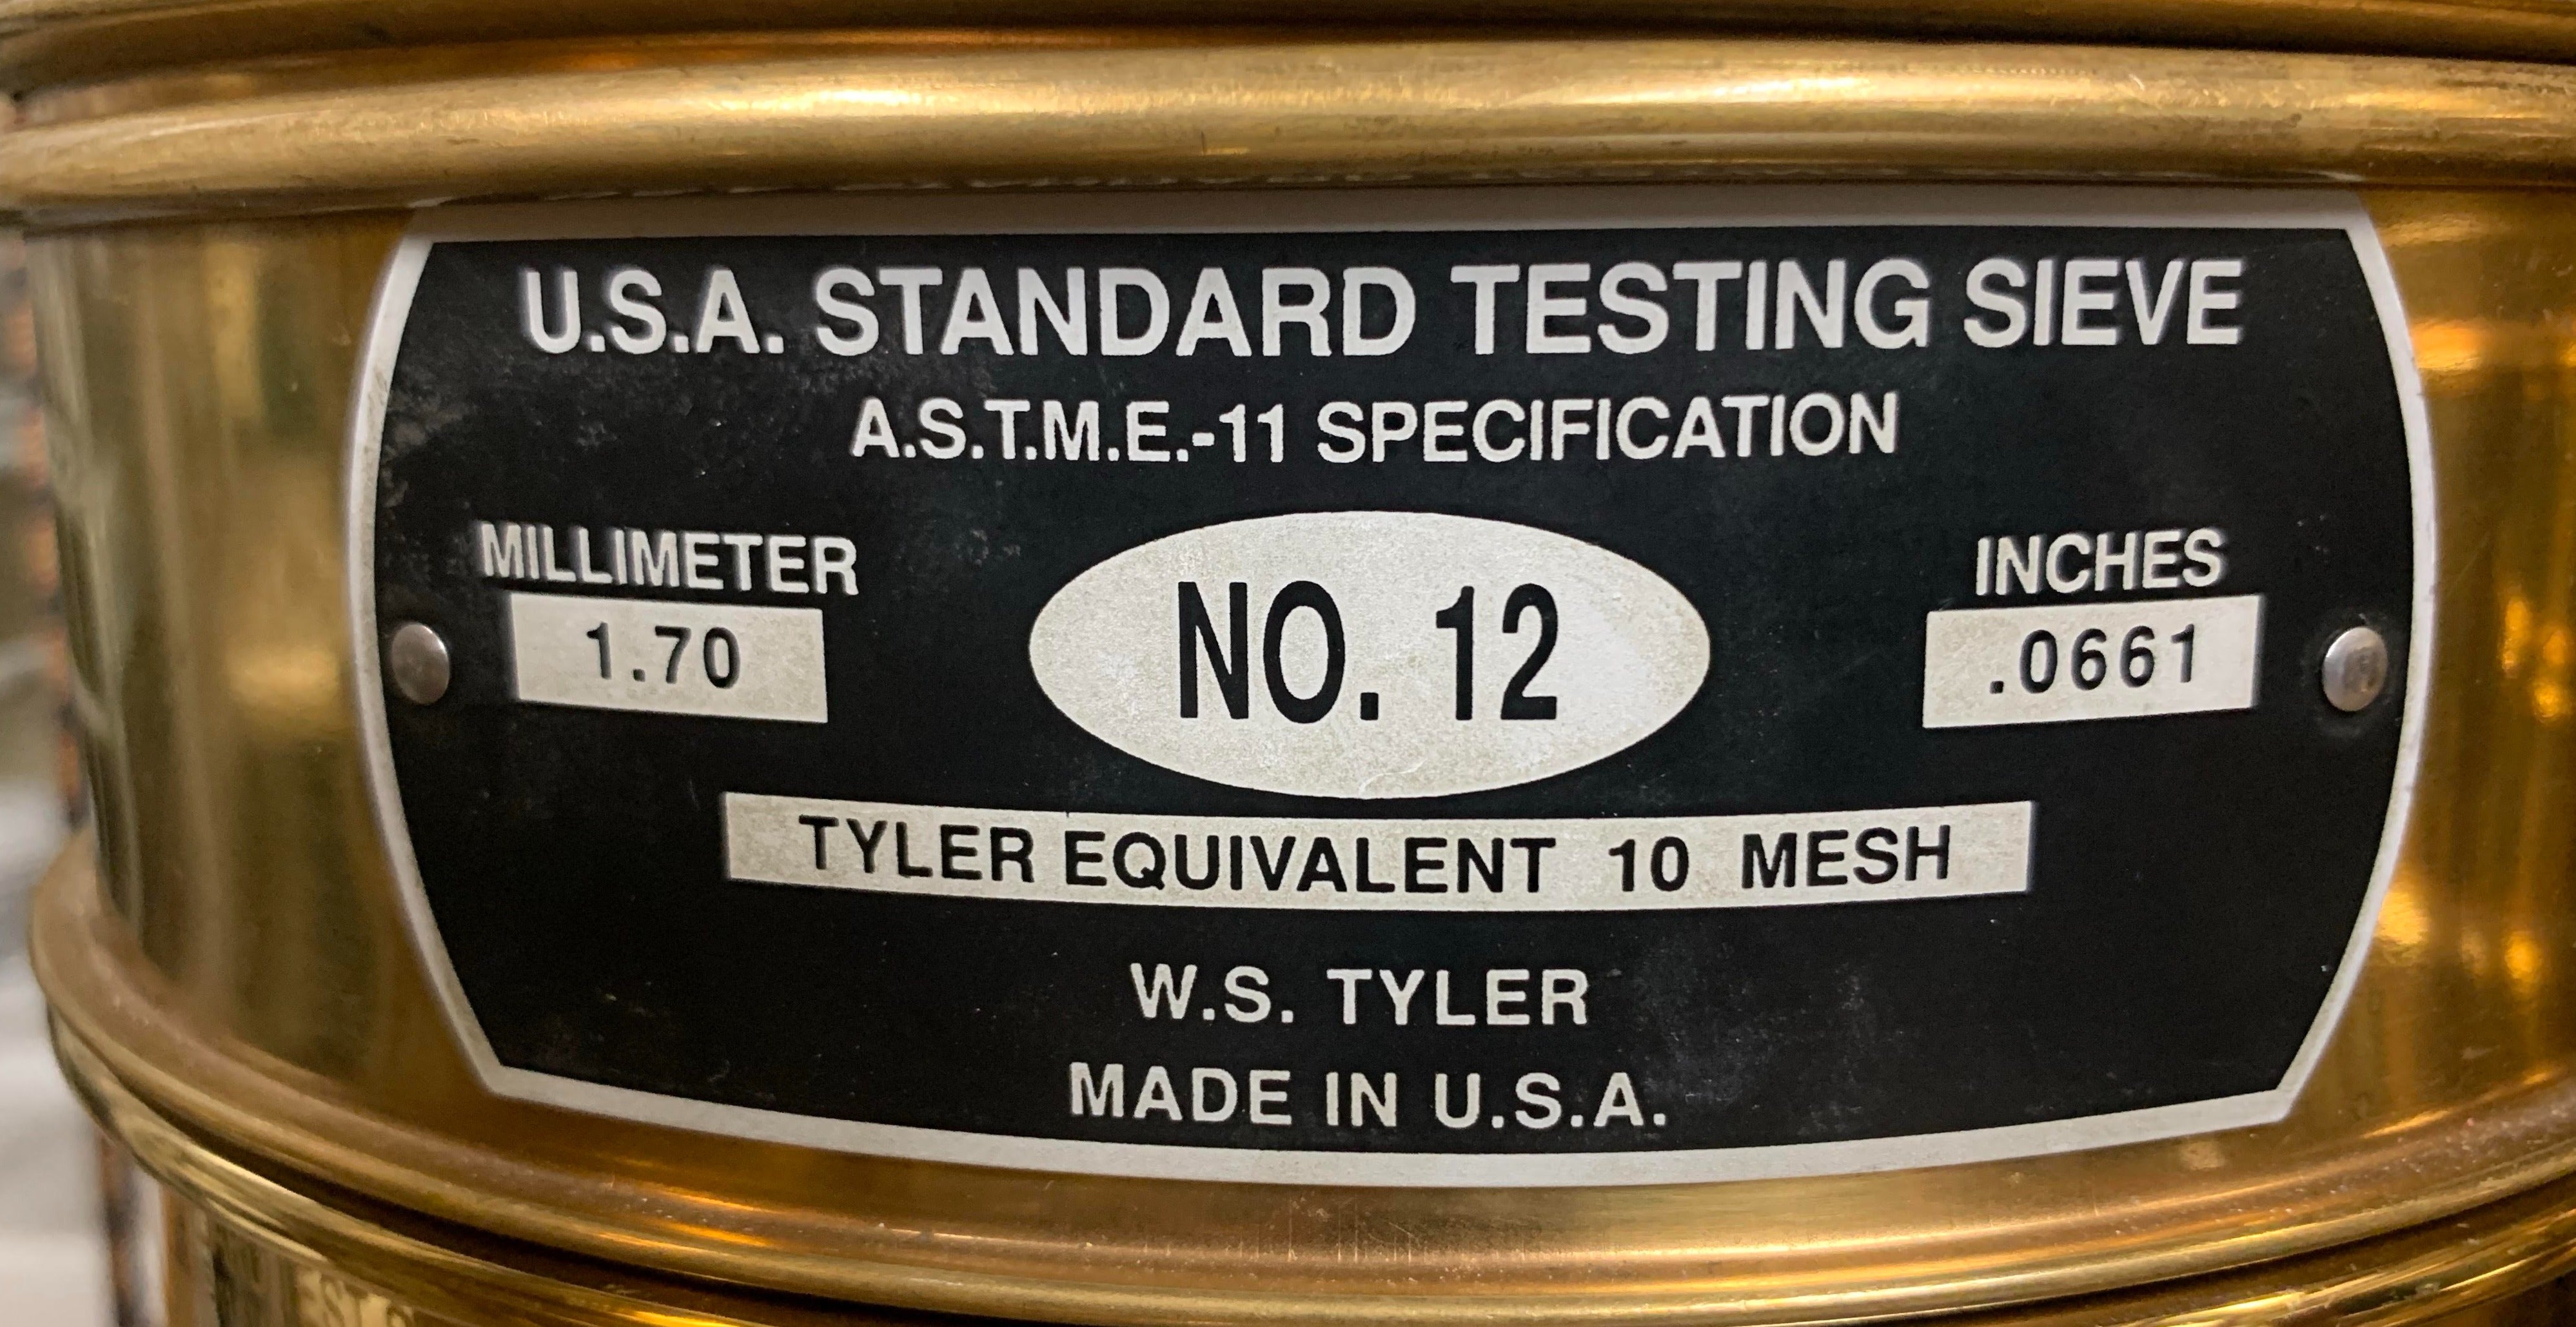 U.S.A. STANDARD TESTING SIEVE
A.S.T.M.E.-11 SPECIFICATION
MILLIMETER
1.70
NO. 12
INCHES
.0661
TYLER EQUIVALENT 10 MESH
W.S. TYLER
MADE IN U.S.A.